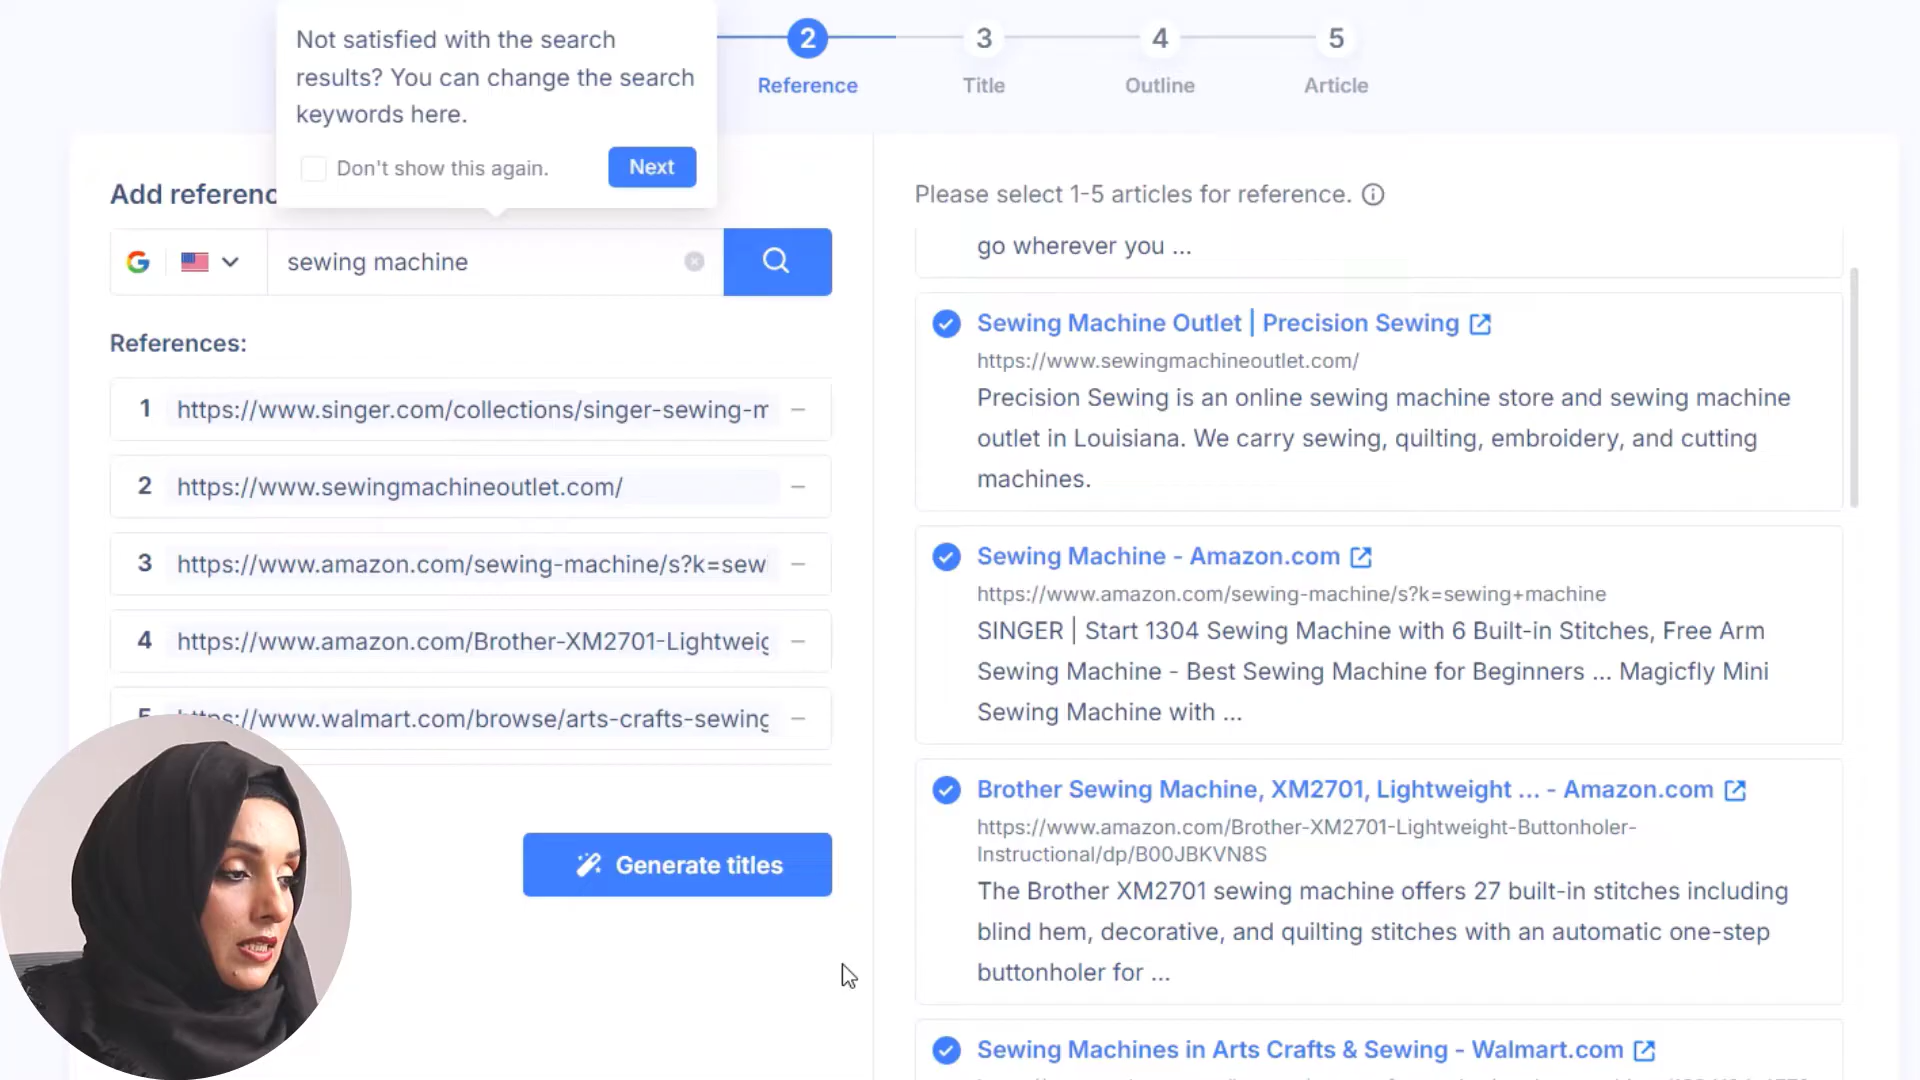 Not satisfied with the search
results? You can change the search
keywords here.
Don't show this again.
Next
2
Reference
3
Title
4
Outline
5
Article
Add referenc
sewing machine
References:
1 https://www.singer.com/collections/singer-sewing-m
2 https://www.sewingmachineoutlet.com/
3 https://www.amazon.com/sewing-machine/s?k=sew
4 https://www.amazon.com/Brother-XM2701-Lightweig
5 https://www.walmart.com/browse/arts-crafts-sewing
Generate titles
Please select 1-5 articles for reference.
go wherever you ...
Sewing Machine Outlet | Precision Sewing
https://www.sewingmachineoutlet.com/
Precision Sewing is an online sewing machine store and sewing machine
outlet in Louisiana. We carry sewing, quilting, embroidery, and cutting
machines.
Sewing Machine - Amazon.com
https://www.amazon.com/sewing-machine/s?k=sewing+machine
SINGER | Start 1304 Sewing Machine with 6 Built-in Stitches, Free Arm
Sewing Machine - Best Sewing Machine for Beginners ... Magicfly Mini
Sewing Machine with ...
Brother Sewing Machine, XM2701, Lightweight ... - Amazon.com
https://www.amazon.com/Brother-XM2701-Lightweight-Buttonholer-
Instructional/dp/B00JBKVN8S
The Brother XM2701 sewing machine offers 27 built-in stitches including
blind hem, decorative, and quilting stitches with an automatic one-step
buttonholer for ...
Sewing Machines in Arts Crafts & Sewing - Walmart.com